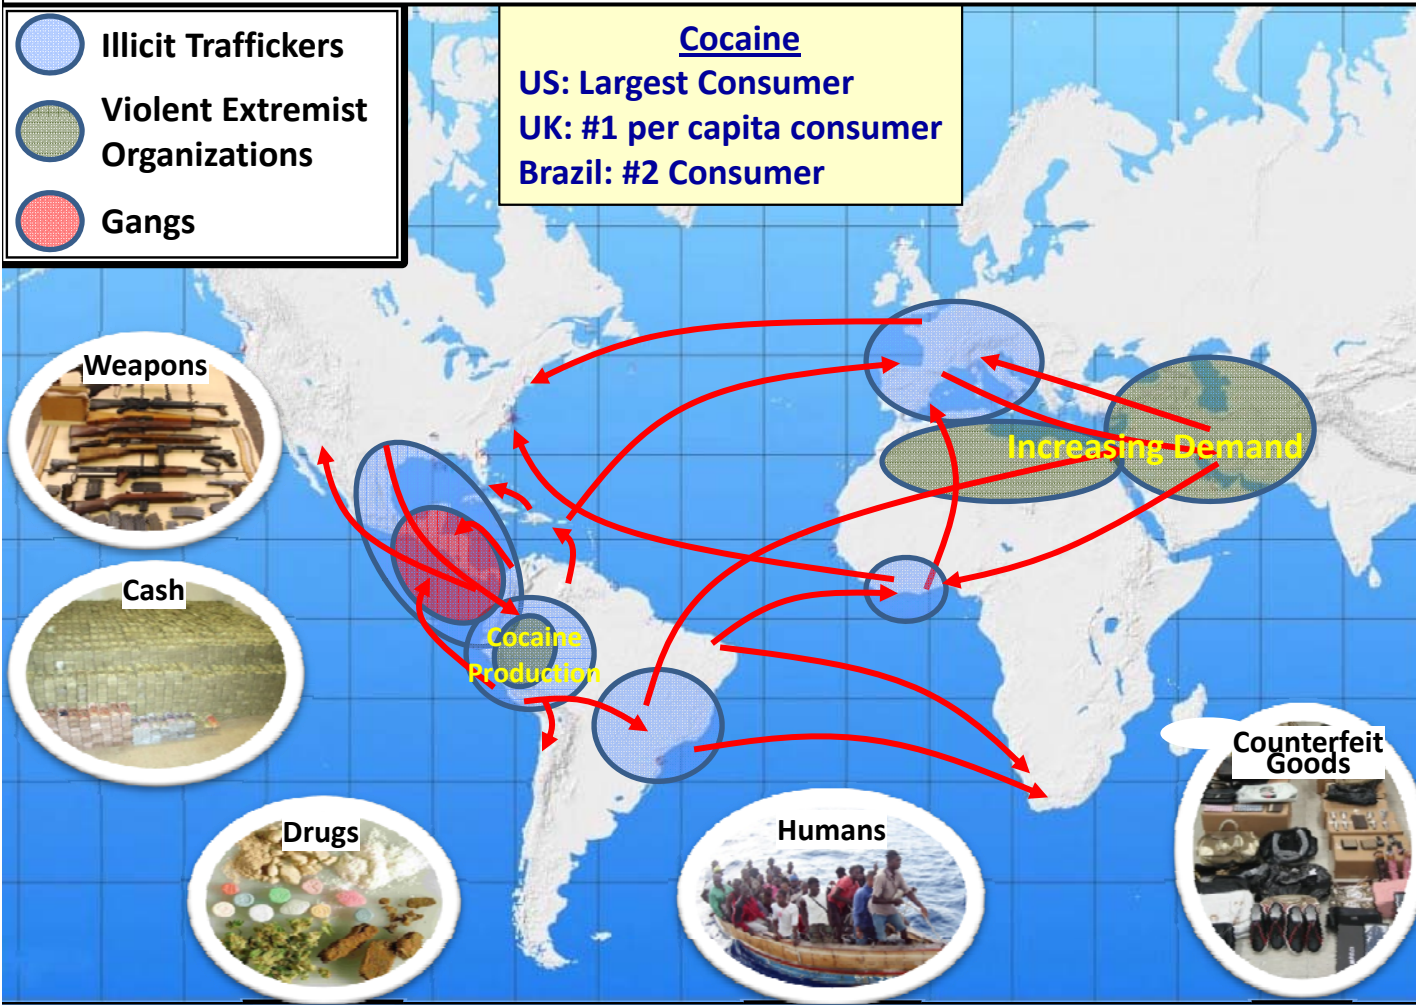 Illicit Traffickers
Violent Extremist
Organizations
Gangs
Cocaine
US: Largest Consumer
UK: #1 per capita consumer
Brazil: #2 Consumer
Weapons
Increasing Demand
Cash
Cocaine
Production
Counterfeit
Goods
Drugs
Humans